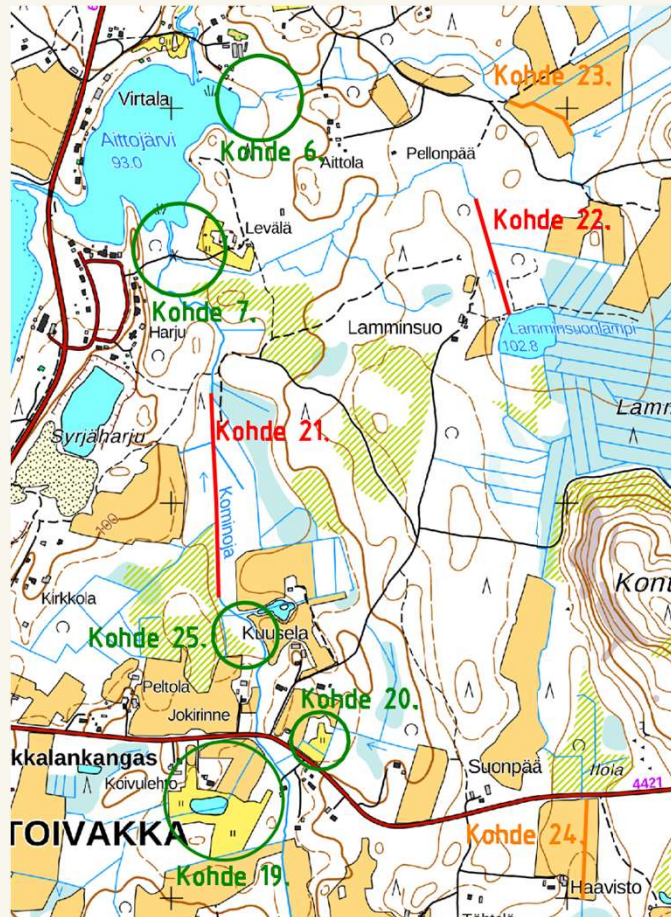 Kohde 23.
Virtala
Aittojärvi
93.0
Kohde 6.
Aittola
Pellonpää
Levälä
Kohde 22.
Kohde 7.
Harju
Lamminsuo
Lamminsuonlampi
102.8
Lamm
Syrjäharju
Kohde 21.
100
Kominoja
Kirkkola
Kont
Kohde 25.
Kuusela
Peltola
Jokirinne
Kohde 20.
kkalankangas
Koivulehto
Suonpää
Iloia
4421
TOIVAKKA
Kohde 24.
Kohde 19.
Haavisto